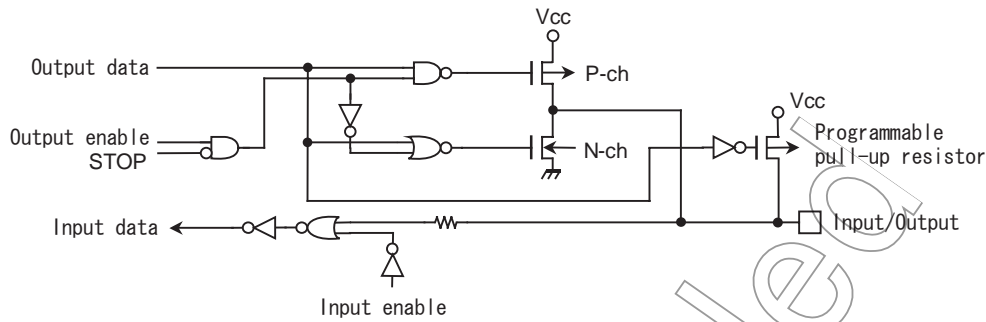 Vcc
Output data
P-ch
Vcc
Output enable
STOP
N-ch
Programmable
pull-up resistor
Input data
Input/Output
Input enable